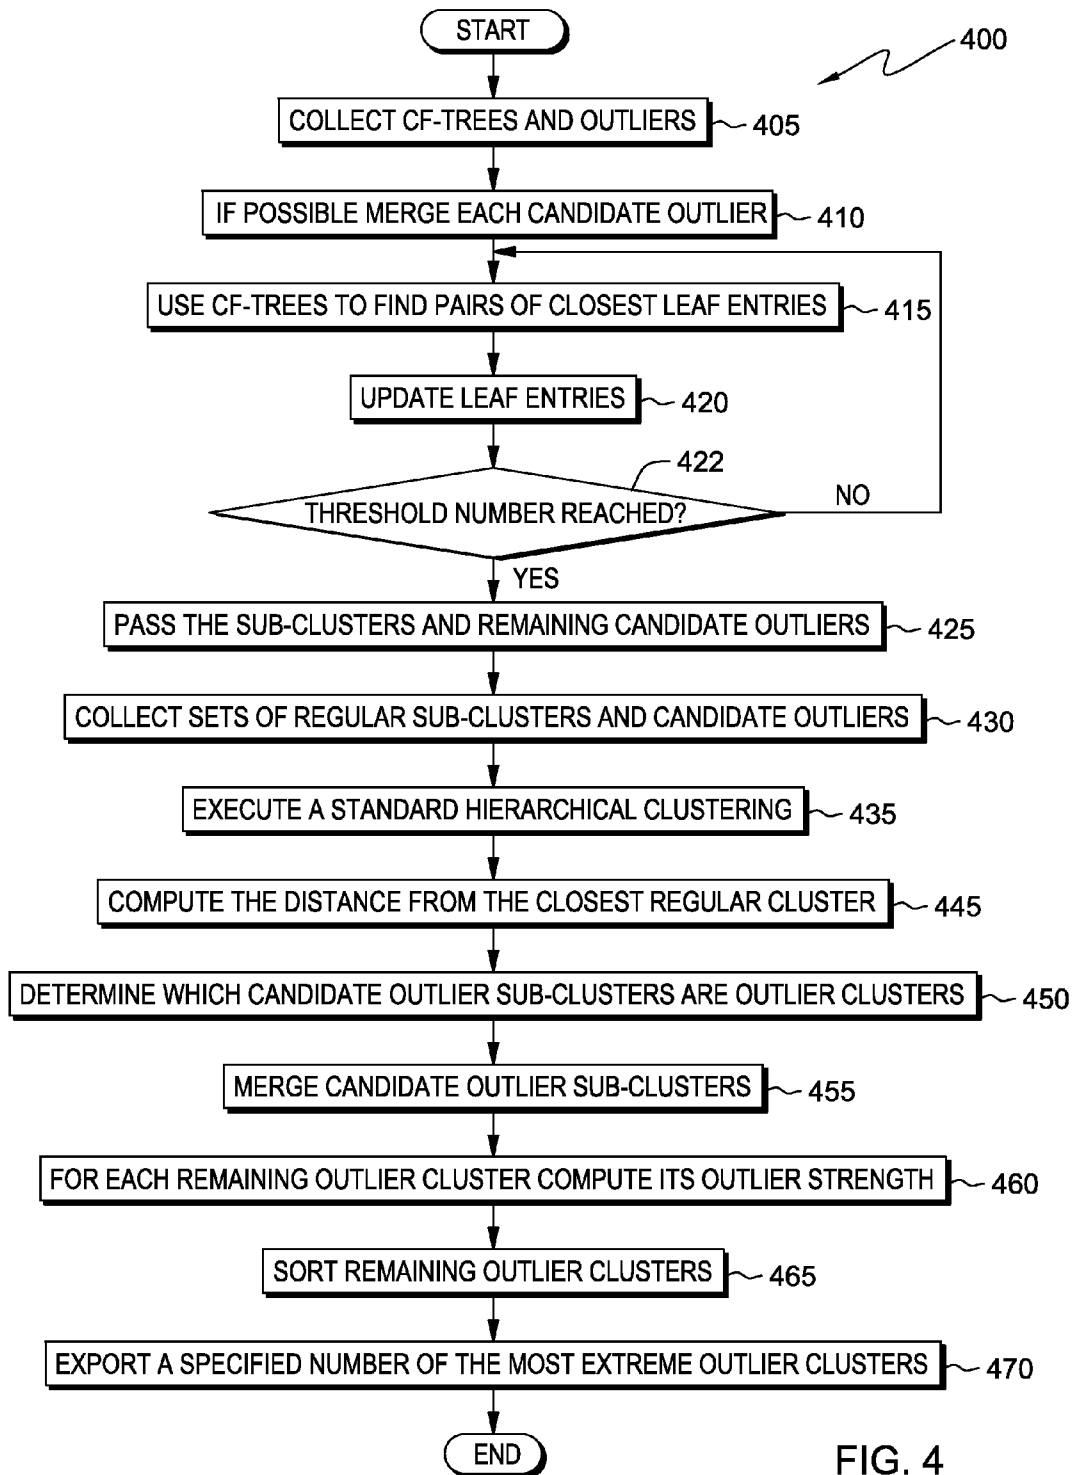 START
400
COLLECT CF-TREES AND OUTLIERS 405
IF POSSIBLE MERGE EACH CANDIDATE OUTLIER 410
USE CF-TREES TO FIND PAIRS OF CLOSEST LEAF ENTRIES 415
UPDATE LEAF ENTRIES 420
422
THRESHOLD NUMBER REACHED? NO
YES
PASS THE SUB-CLUSTERS AND REMAINING CANDIDATE OUTLIERS 425
COLLECT SETS OF REGULAR SUB-CLUSTERS AND CANDIDATE OUTLIERS 430
EXECUTE A STANDARD HIERARCHICAL CLUSTERING 435
COMPUTE THE DISTANCE FROM THE CLOSEST REGULAR CLUSTER 445
DETERMINE WHICH CANDIDATE OUTLIER SUB-CLUSTERS ARE OUTLIER CLUSTERS 450
MERGE CANDIDATE OUTLIER SUB-CLUSTERS 455
FOR EACH REMAINING OUTLIER CLUSTER COMPUTE ITS OUTLIER STRENGTH 460
SORT REMAINING OUTLIER CLUSTERS 465
EXPORT A SPECIFIED NUMBER OF THE MOST EXTREME OUTLIER CLUSTERS 470
END
FIG. 4